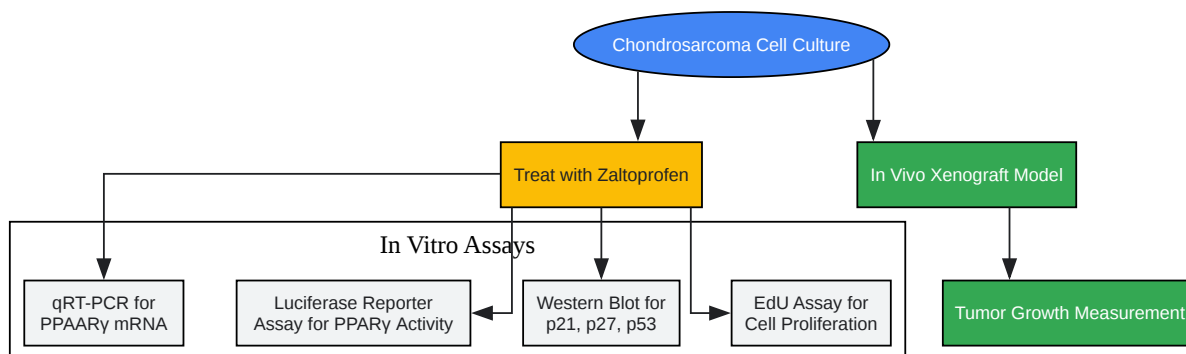 Chondrosarcoma Cell Culture
Treat with Zaltoprofen
In Vivo Xenograft Model
In Vitro Assays
qRT-PCR for
PPAARγ mRNA
Luciferase Reporter
Assay for PPARγ Activity
Western Blot for
p21, p27, p53
EdU Assay for
Cell Proliferation
Tumor Growth Measurement